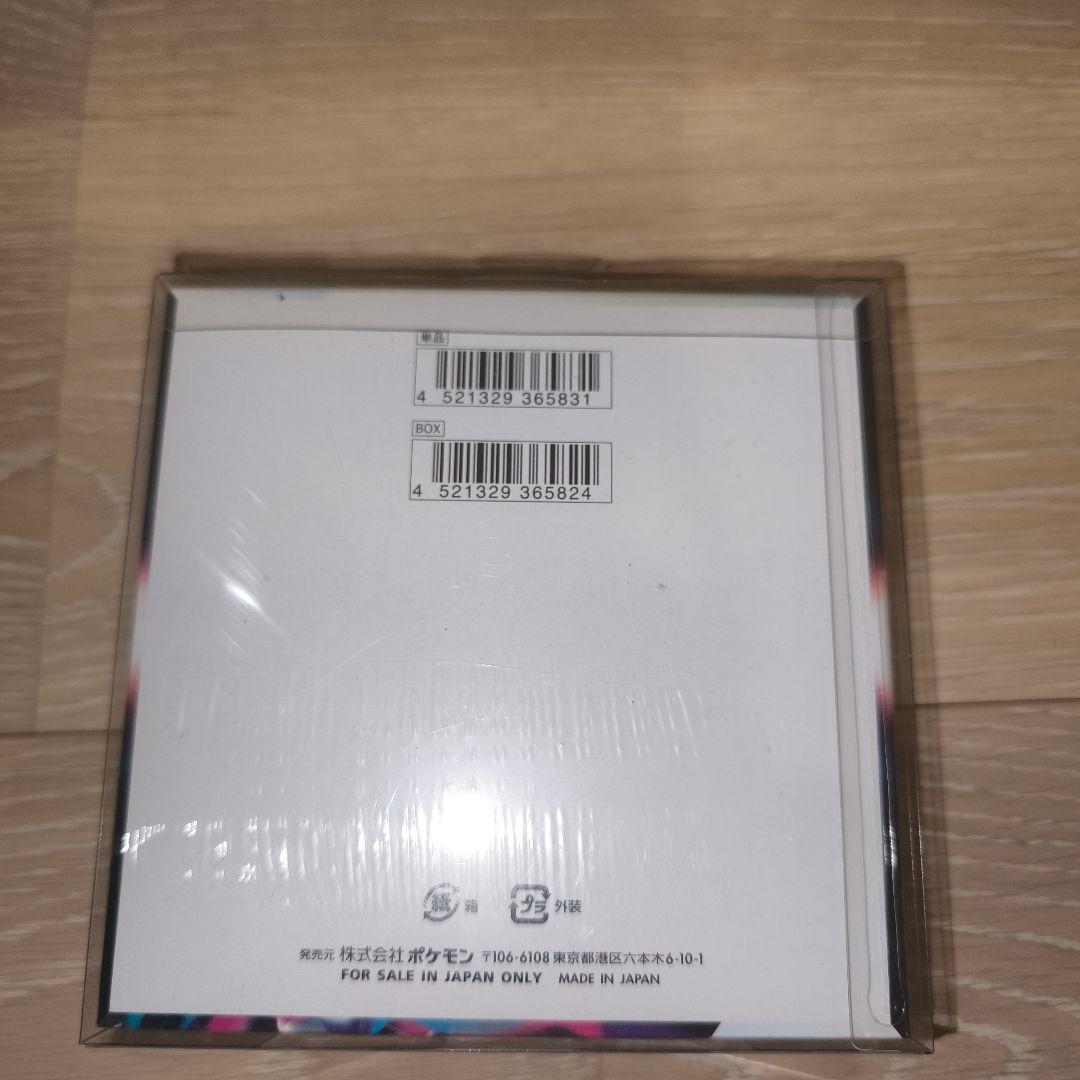 単品
4 521329 365831
BOX
4 521329 365824
紙 箱 プラ 外装
発売元 株式会社 ポケモン 〒106-6108 東京都港区六本木6-10-1
FOR SALE IN JAPAN ONLY MADE IN JAPAN